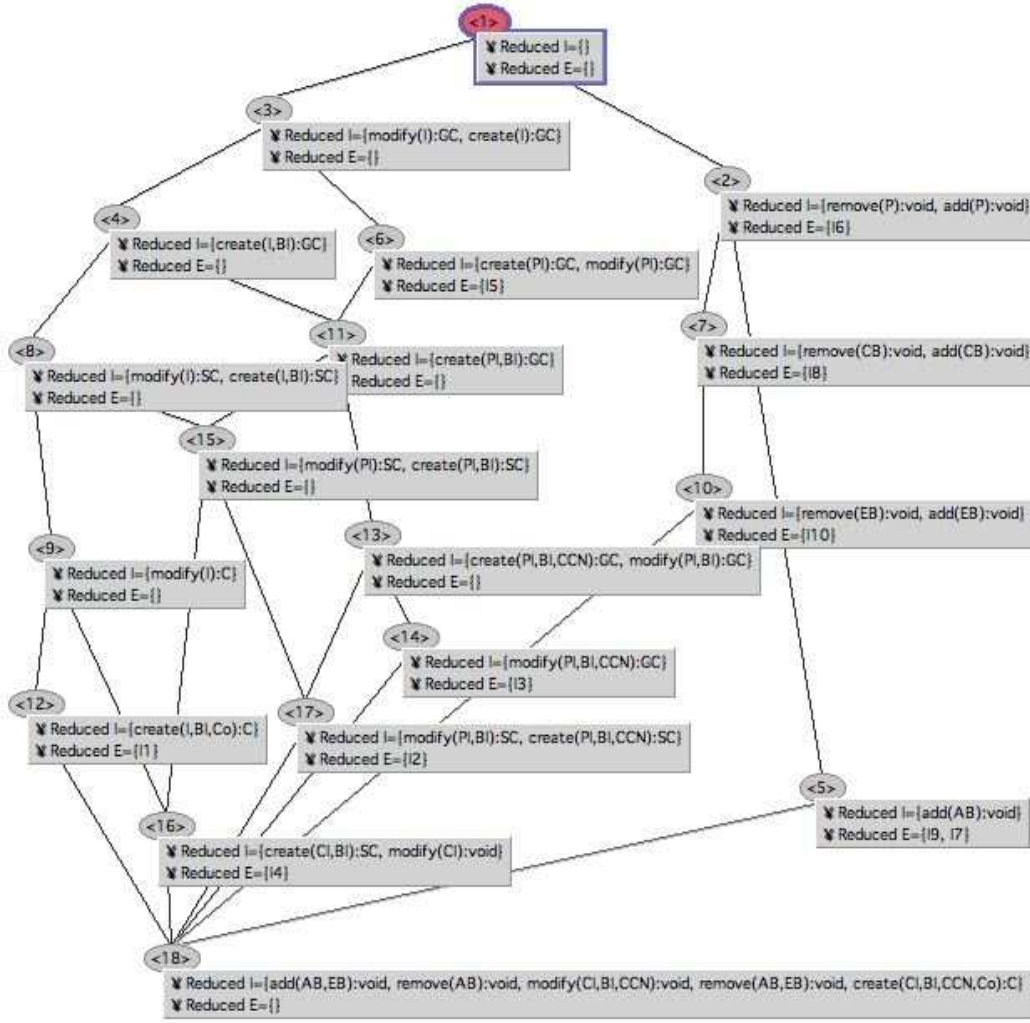 <1>
¥ Reduced I={}
¥ Reduced E={}
<3>
¥ Reduced I={modify(I):GC, create(I):GC}
¥ Reduced E={}
<2>
¥ Reduced I={remove(P):void, add(P):void}
¥ Reduced E={I6}
<4>
¥ Reduced I={create(I,BI):GC}
¥ Reduced E={}
<6>
¥ Reduced I={create(PI):GC, modify(PI):GC}
¥ Reduced E={I5}
<7>
¥ Reduced I={remove(CB):void, add(CB):void}
¥ Reduced E={I8}
<11>
¥ Reduced I={create(PI,BI):GC}
Reduced E={}
<8>
¥ Reduced I={modify(I):SC, create(I,BI):SC}
¥ Reduced E={}
<15>
¥ Reduced I={modify(PI):SC, create(PI,BI):SC}
¥ Reduced E={}
<10>
¥ Reduced I={remove(EB):void, add(EB):void}
¥ Reduced E={I10}
<13>
¥ Reduced I={create(PI,BI,CCN):GC, modify(PI,BI):GC}
¥ Reduced E={}
<9>
¥ Reduced I={modify(I):C}
¥ Reduced E={}
<14>
¥ Reduced I={modify(PI,BI,CCN):GC}
¥ Reduced E={I3}
<12>
¥ Reduced I={create(I,BI,Co):C}
¥ Reduced E={I1}
<17>
¥ Reduced I={modify(PI,BI):SC, create(PI,BI,CCN):SC}
¥ Reduced E={I2}
<5>
¥ Reduced I={add(AB):void}
¥ Reduced E={I9, I7}
<16>
¥ Reduced I={create(CI,BI):SC, modify(CI):void}
¥ Reduced E={I4}
<18>
¥ Reduced I={add(AB,EB):void, remove(AB):void, modify(CI,BI,CCN):void, remove(AB,EB):void, create(CI,BI,CCN,Co):C}
¥ Reduced E={}